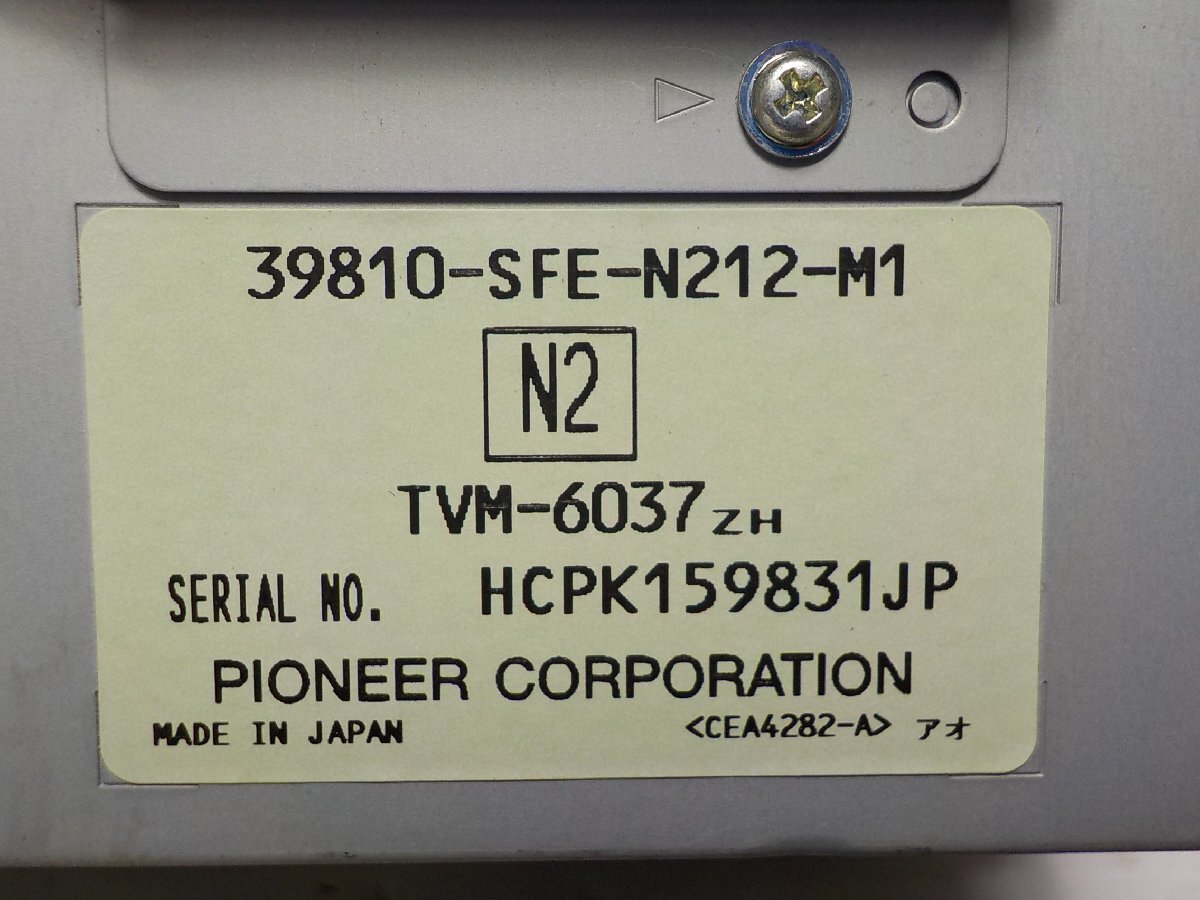 39810-SFE-N212-M1
N2
TVM-6037ZH
SERIAL NO. HCPK159831JP
PIONEER CORPORATION
MADE IN JAPAN <CEA4282-A> アオ